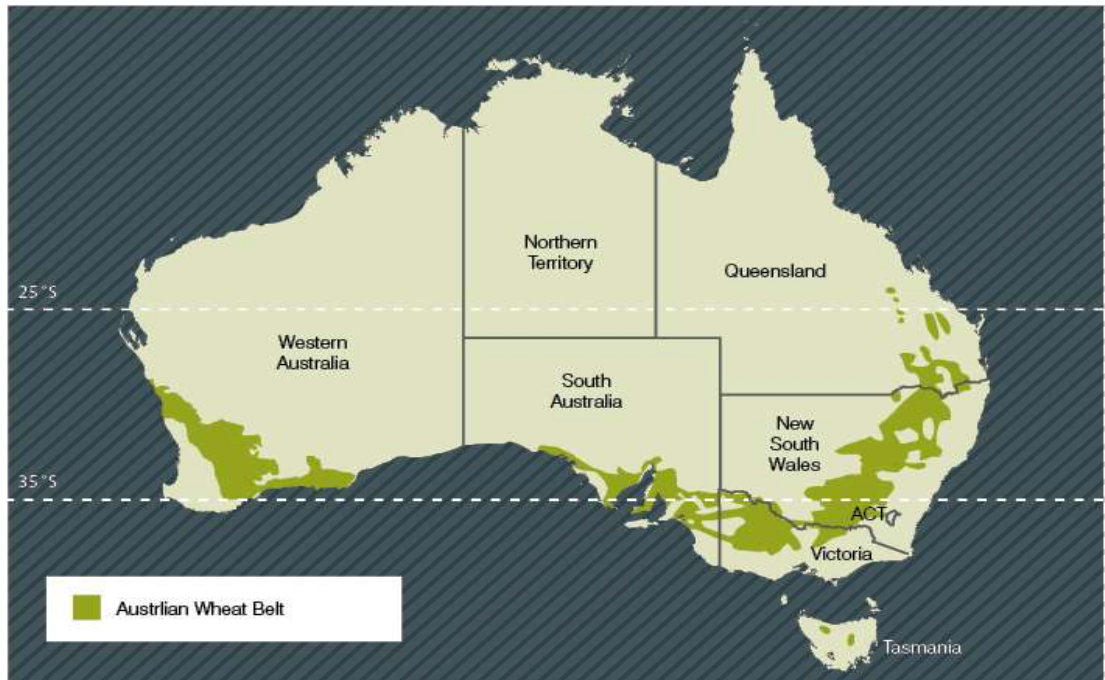 Northern
Territory
Queensland
25°S
Western
Australia
South
Australia
New
South
Wales
35°S
ACT
Victoria
Austrlian Wheat Belt
Tasmania